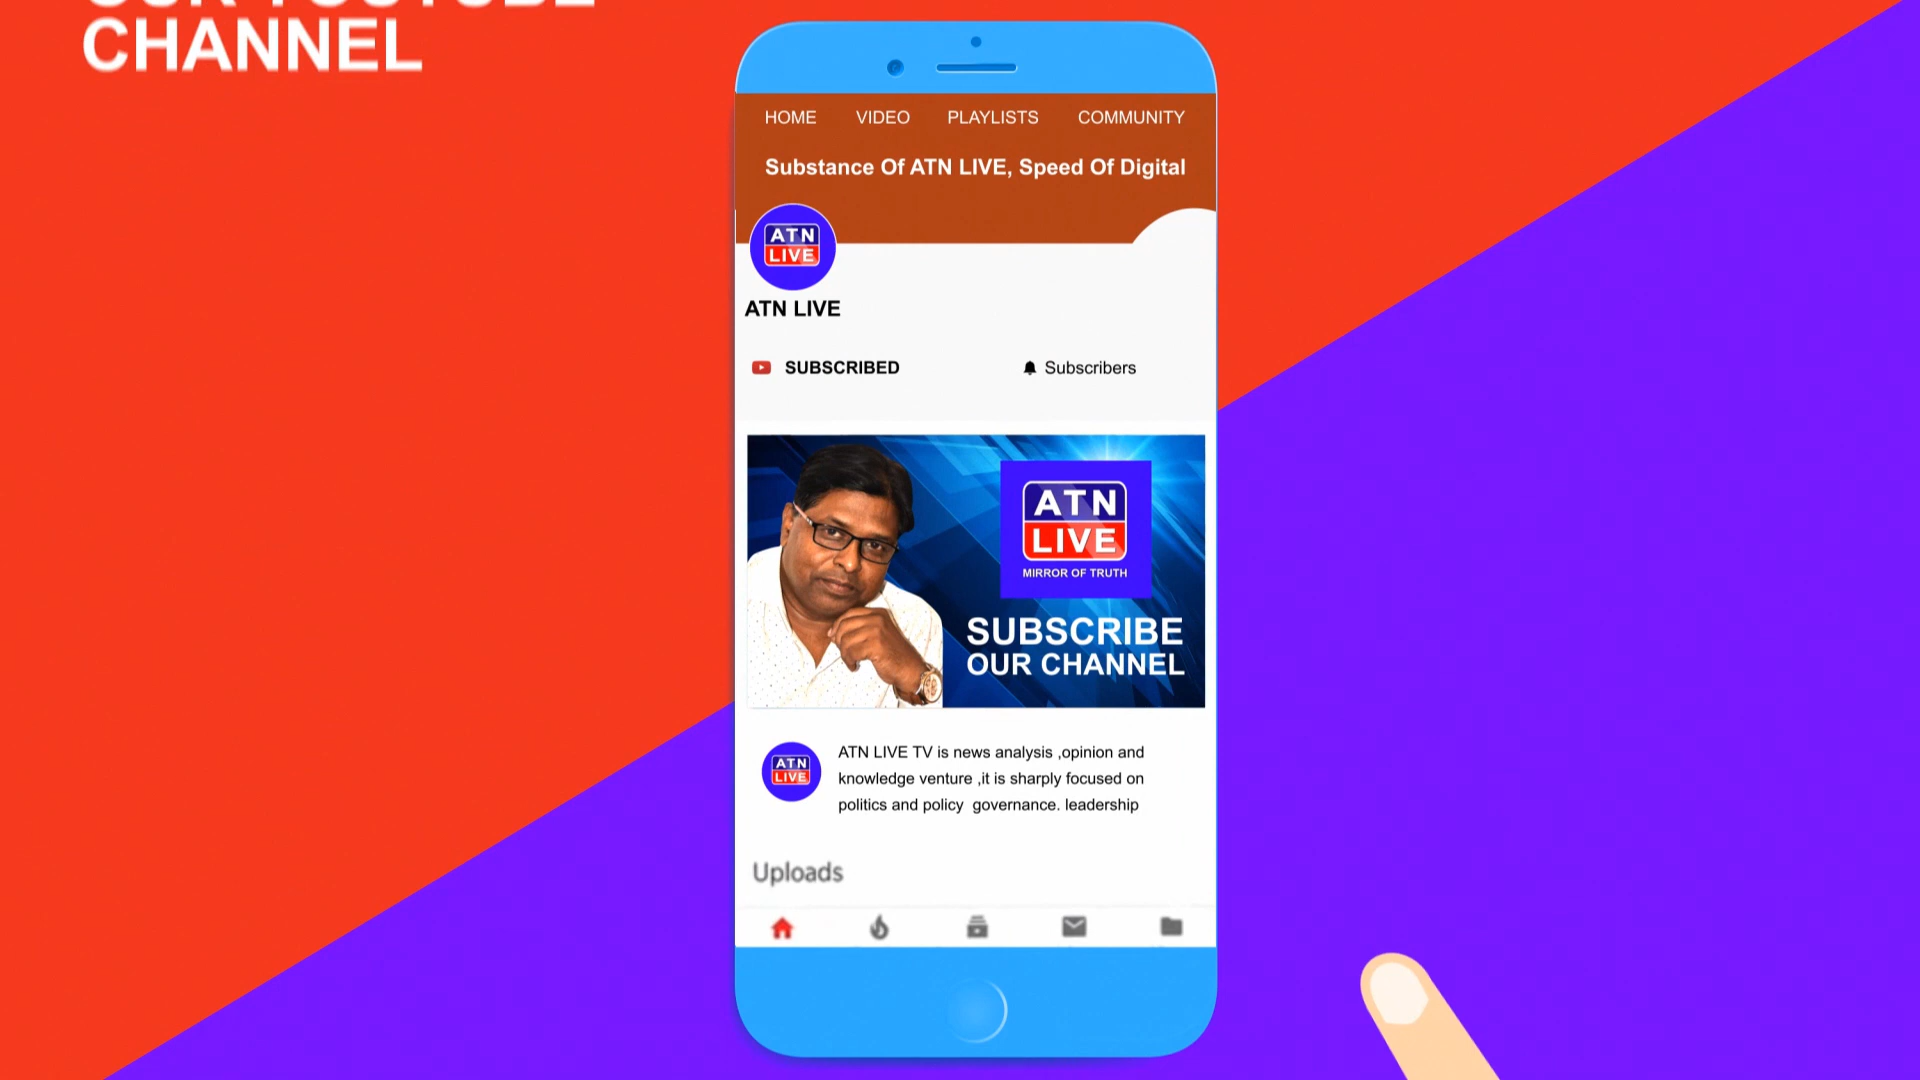 OUR YOUTUBE
CHANNEL
HOME VIDEO PLAYLISTS COMMUNITY
Substance Of ATN LIVE, Speed Of Digital
ATN
LIVE
ATN LIVE
SUBSCRIBED Subscribers
ATN
LIVE
MIRROR OF TRUTH
SUBSCRIBE
OUR CHANNEL
ATN
LIVE
ATN LIVE TV is news analysis ,opinion and
knowledge venture ,it is sharply focused on
politics and policy governance. leadership
Uploads